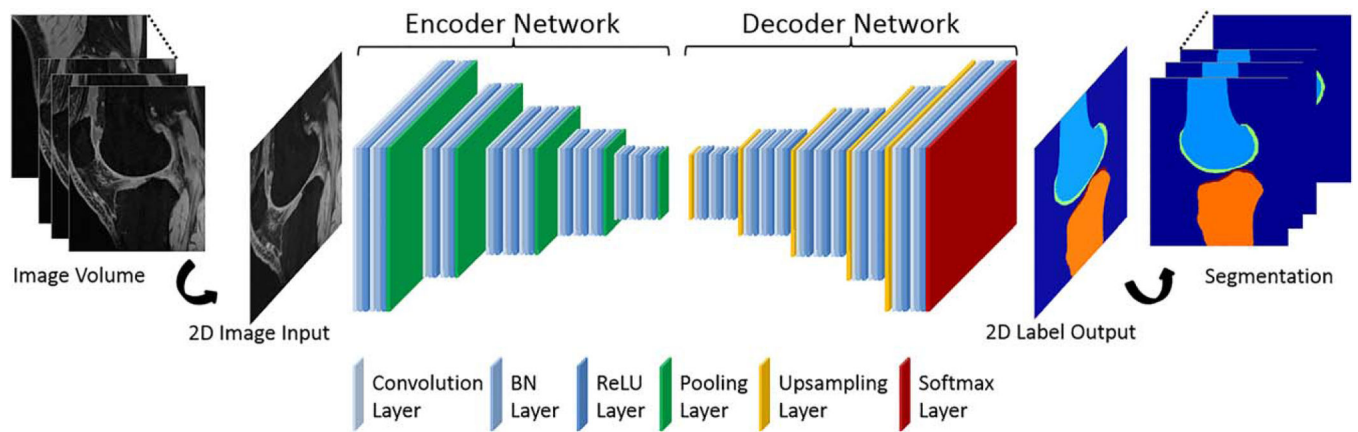 Encoder Network
Decoder Network
Image Volume
2D Image Input
2D Label Output
Segmentation
Convolution Layer
BN Layer
ReLU Layer
Pooling Layer
Upsampling Layer
Softmax Layer